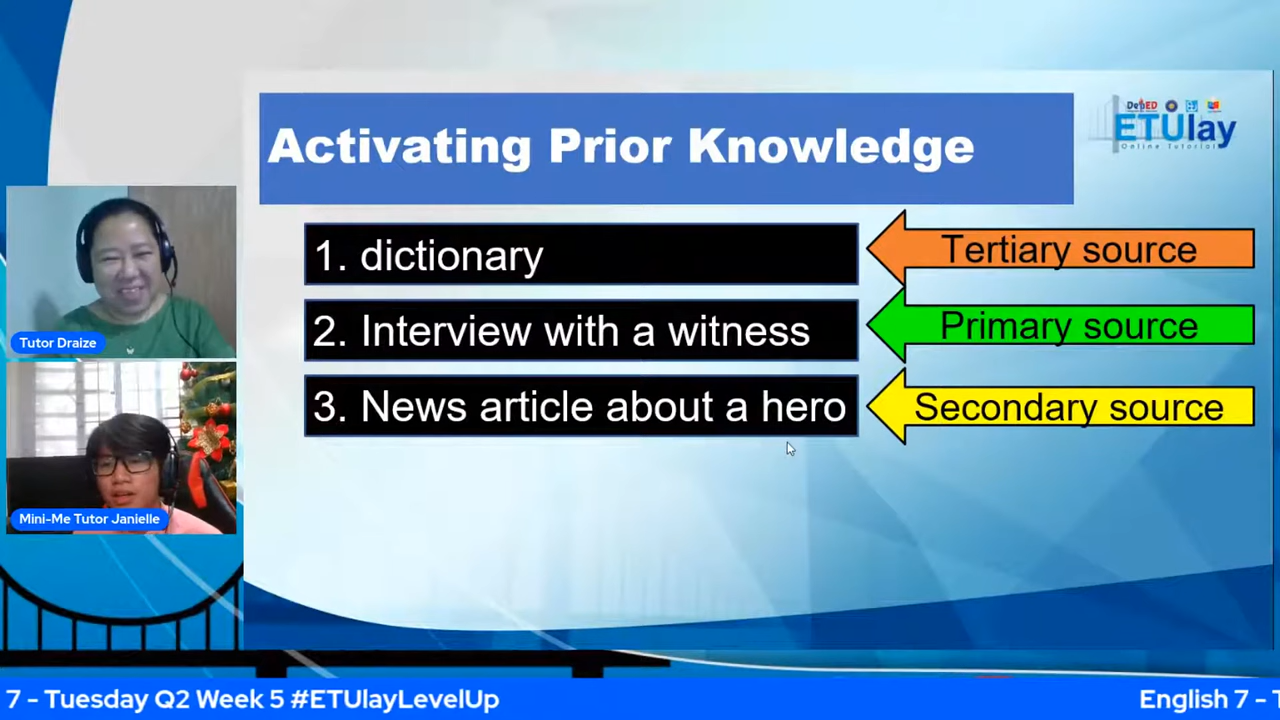 Activating Prior Knowledge
DepED
ETUlay
Online Tutorial
1. dictionary
Tertiary source
2. Interview with a witness
Primary source
3. News article about a hero
Secondary source
Tutor Draize
Mini-Me Tutor Janielle
7 - Tuesday Q2 Week 5 #ETUlayLevelUp
English 7 -